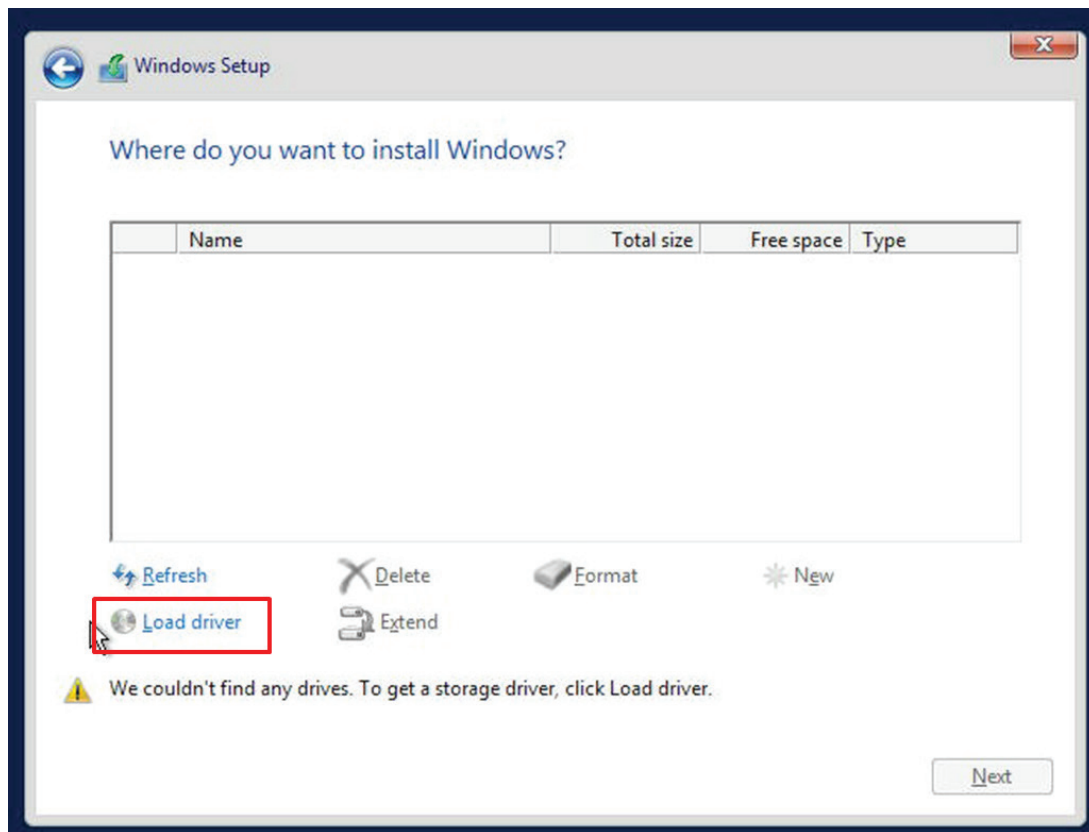 Windows Setup
Where do you want to install Windows?
Name Total size Free space Type
Refresh Delete Format New
Load driver Extend
We couldn't find any drives. To get a storage driver, click Load driver.
Next